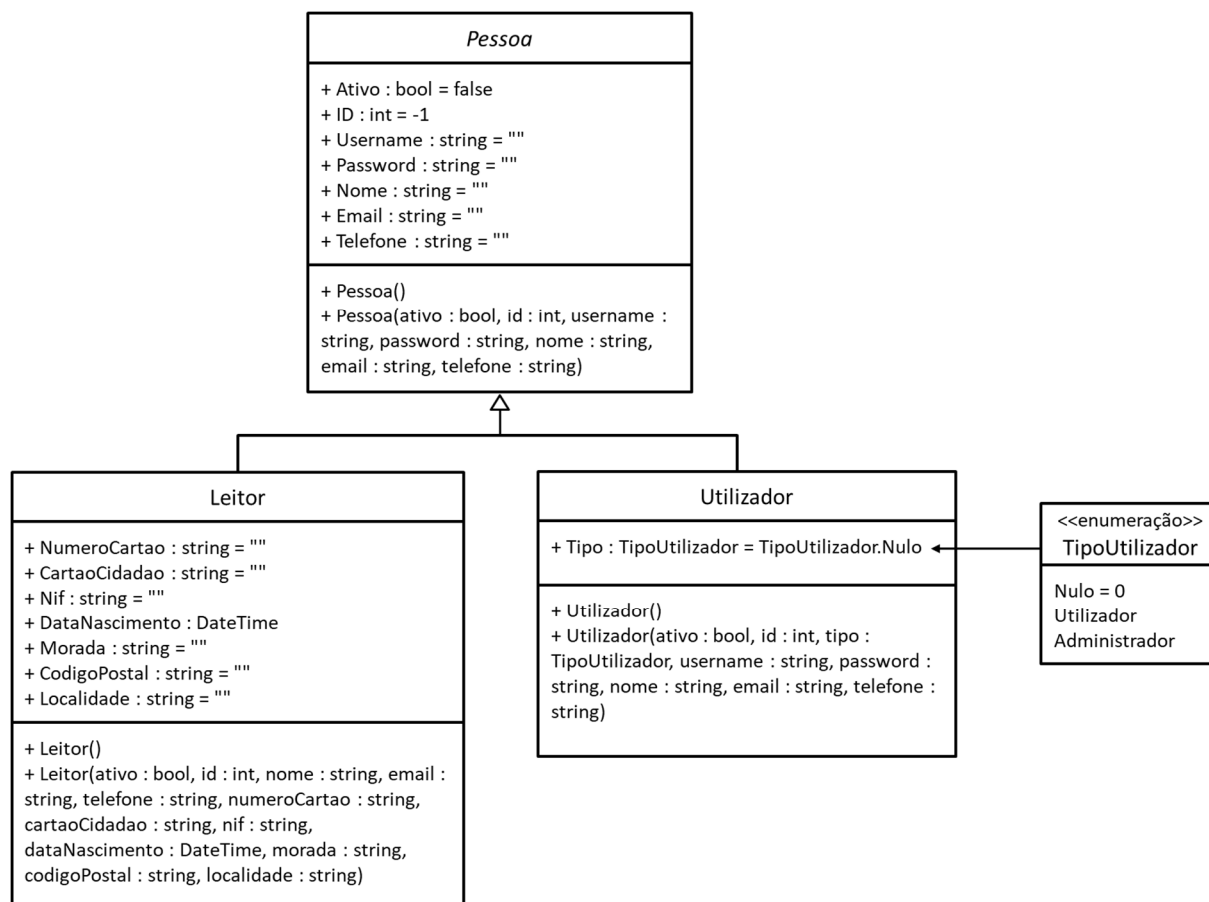 Pessoa
+ Ativo : bool = false
+ ID : int = -1
+ Username : string = ""
+ Password : string = ""
+ Nome : string = ""
+ Email : string = ""
+ Telefone : string = ""
+ Pessoa()
+ Pessoa(ativo : bool, id : int, username :
string, password : string, nome : string,
email : string, telefone : string)
Leitor
+ NumeroCartao : string = ""
+ CartaoCidadao : string = ""
+ Nif : string = ""
+ DataNascimento : DateTime
+ Morada : string = ""
+ CodigoPostal : string = ""
+ Localidade : string = ""
+ Leitor()
+ Leitor(ativo : bool, id : int, nome : string, email :
string, telefone : string, numeroCartao : string,
cartaoCidadao : string, nif : string,
dataNascimento : DateTime, morada : string,
codigoPostal : string, localidade : string)
Utilizador
+ Tipo : TipoUtilizador = TipoUtilizador.Nulo
+ Utilizador()
+ Utilizador(ativo : bool, id : int, tipo :
TipoUtilizador, username : string, password :
string, nome : string, email : string, telefone :
string)
<<enumeração>>
TipoUtilizador
Nulo = 0
Utilizador
Administrador